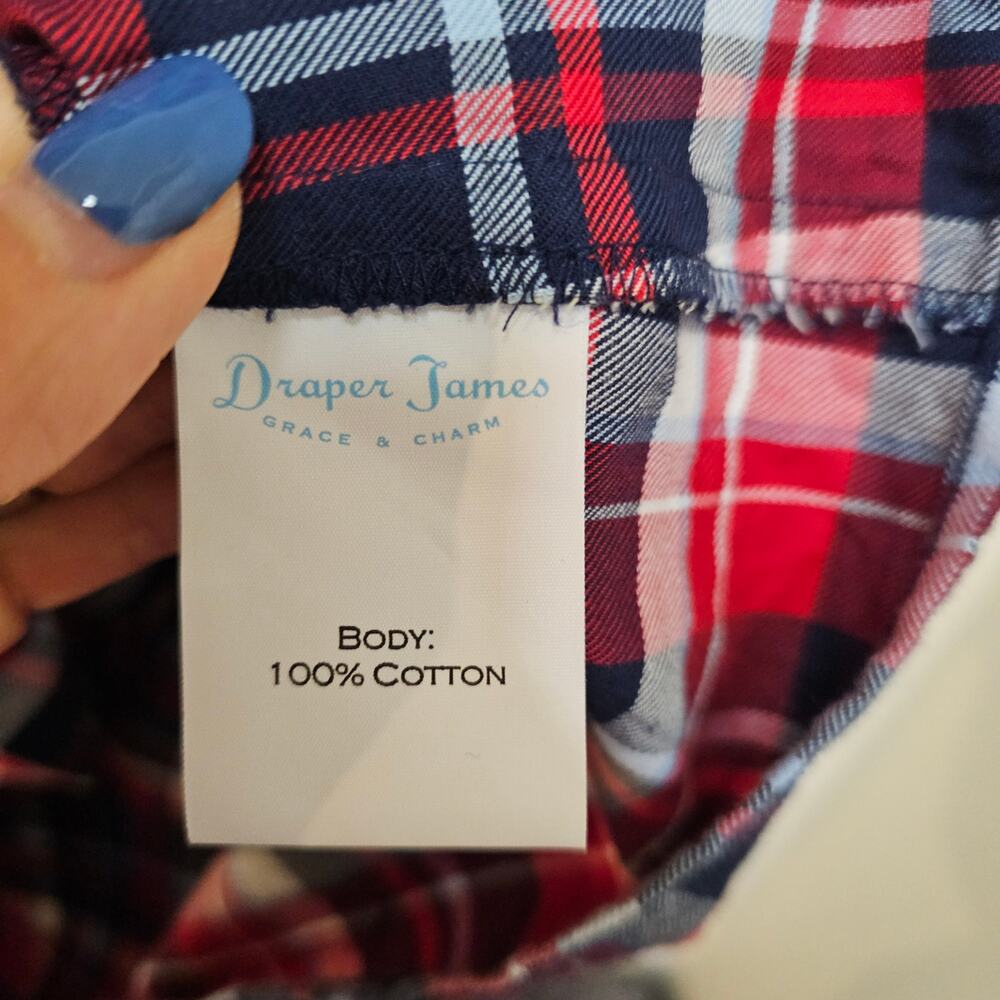 Draper James
GRACE & CHARM
BODY:
100% COTTON